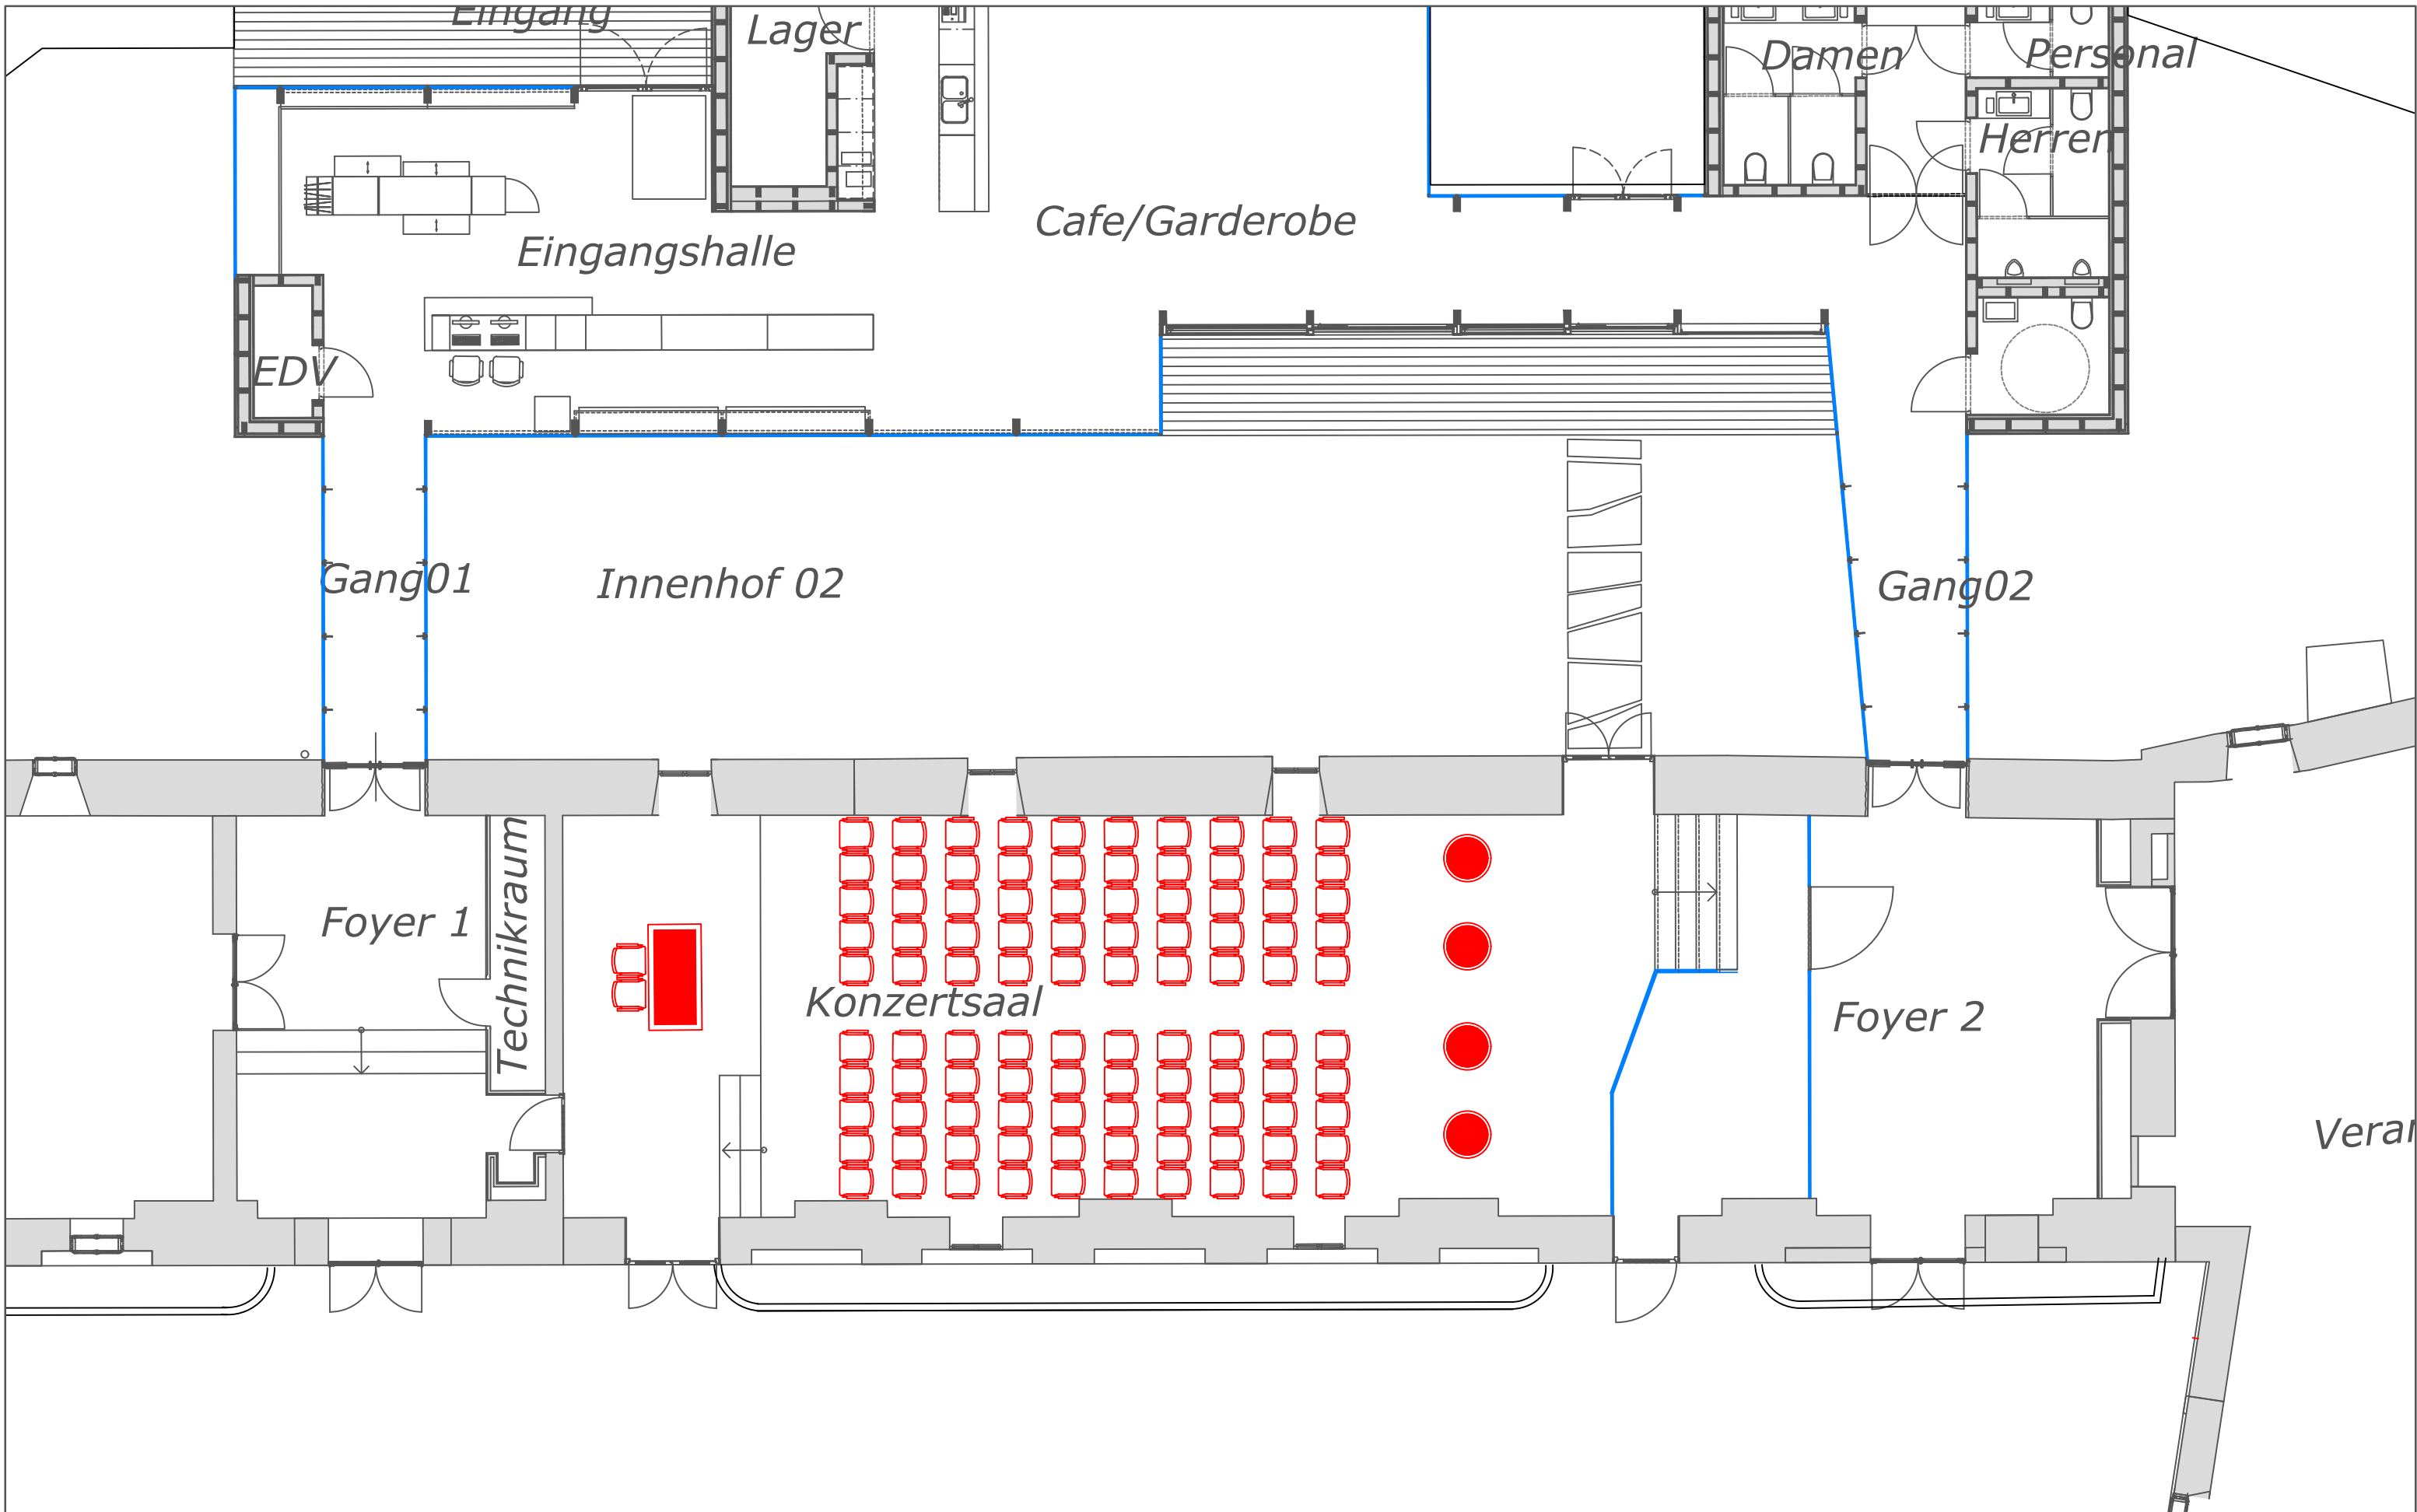 Eingang
Lager
Damen
Personal
Herren
Cafe/Garderobe
Eingangshalle
EDV
Gang01
Innenhof 02
Gang02
Foyer 1
Technikraum
Konzertsaal
Foyer 2